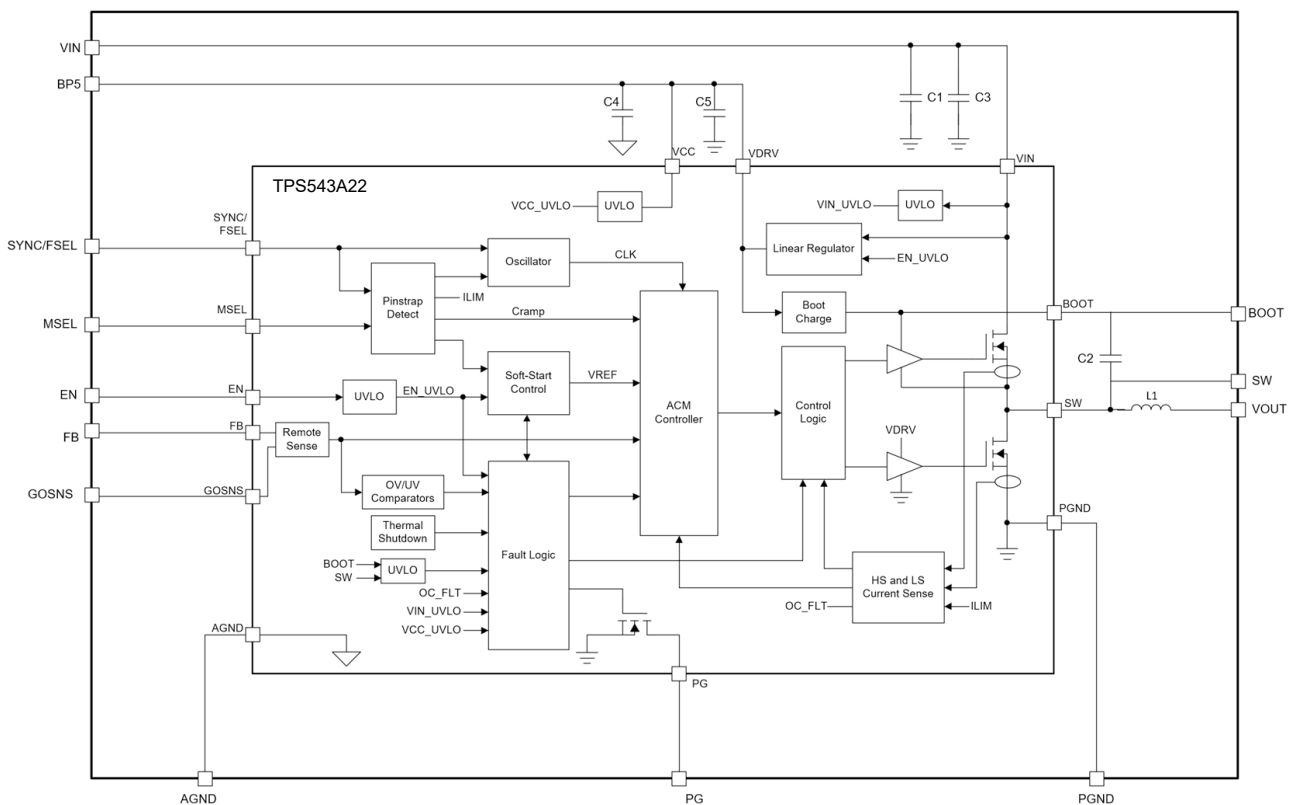 VIN
BP5
C4
C5
C1
C3
VCC
VDRV
VIN
TPS543A22
VCC_UVLO
UVLO
VIN_UVLO
UVLO
SYNC/
FSEL
SYNC/FSEL
Oscillator
CLK
Linear Regulator
EN_UVLO
Pinstrap
Detect
ILIM
MSEL
MSEL
Cramp
Boot
Charge
BOOT
BOOT
C2
Soft-Start
Control
VREF
EN
EN
UVLO
EN_UVLO
ACM
Controller
Control
Logic
SW
SW
L1
VOUT
FB
FB
Remote
Sense
VDRV
GOSNS
GOSNS
OV/UV
Comparators
PGND
Thermal
Shutdown
Fault Logic
BOOT
SW
UVLO
HS and LS
Current Sense
OC_FLT
OC_FLT
ILIM
VIN_UVLO
VCC_UVLO
AGND
PG
AGND
PG
PGND